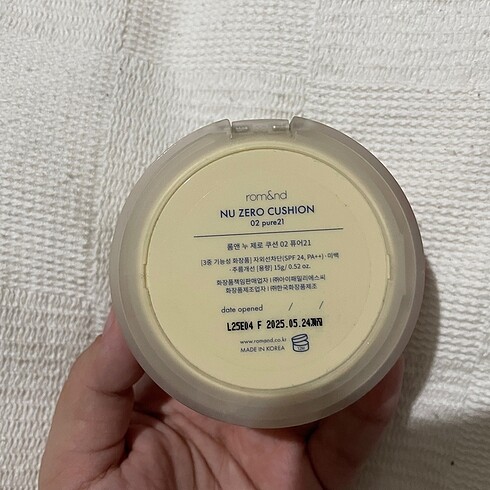 rom&nd
NU ZERO CUSHION
02 pure21
롬앤 누 제로 쿠션 02 퓨어21
[3중 기능성 화장품] 자외선차단(SPF 24, PA++)·미백
·주름개선 | 용량 | 15g / 0.52 oz.
화장품책임판매업자 | ㈜아이패밀리에스씨
화장품제조업자 | ㈜한국화장품제조
date opened / /
L25E04 F 2025.05.24
www.romand.co.kr
MADE IN KOREA